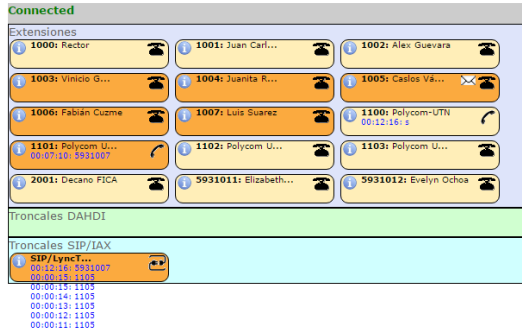 Connected
Extensiones
1000: Rector
1001: Juan Carl...
1002: Alex Guevara
1003: Vinicio G...
1004: Juanita R...
1005: Caslos Vá...
1006: Fabián Cuzme
1007: Luis Suarez
1100: Polycom-UTN
00:12:16: s
1101: Polycom U...
00:07:10: 5931007
1102: Polycom U...
1103: Polycom U...
2001: Decano FICA
5931011: Elizabeth...
5931012: Evelyn Ochoa
Troncales DAHDI
Troncales SIP/IAX
SIP/LyncT...
00:12:16: 5931007
00:00:15: 1105
00:00:15: 1105
00:00:14: 1105
00:00:13: 1105
00:00:12: 1105
00:00:11: 1105